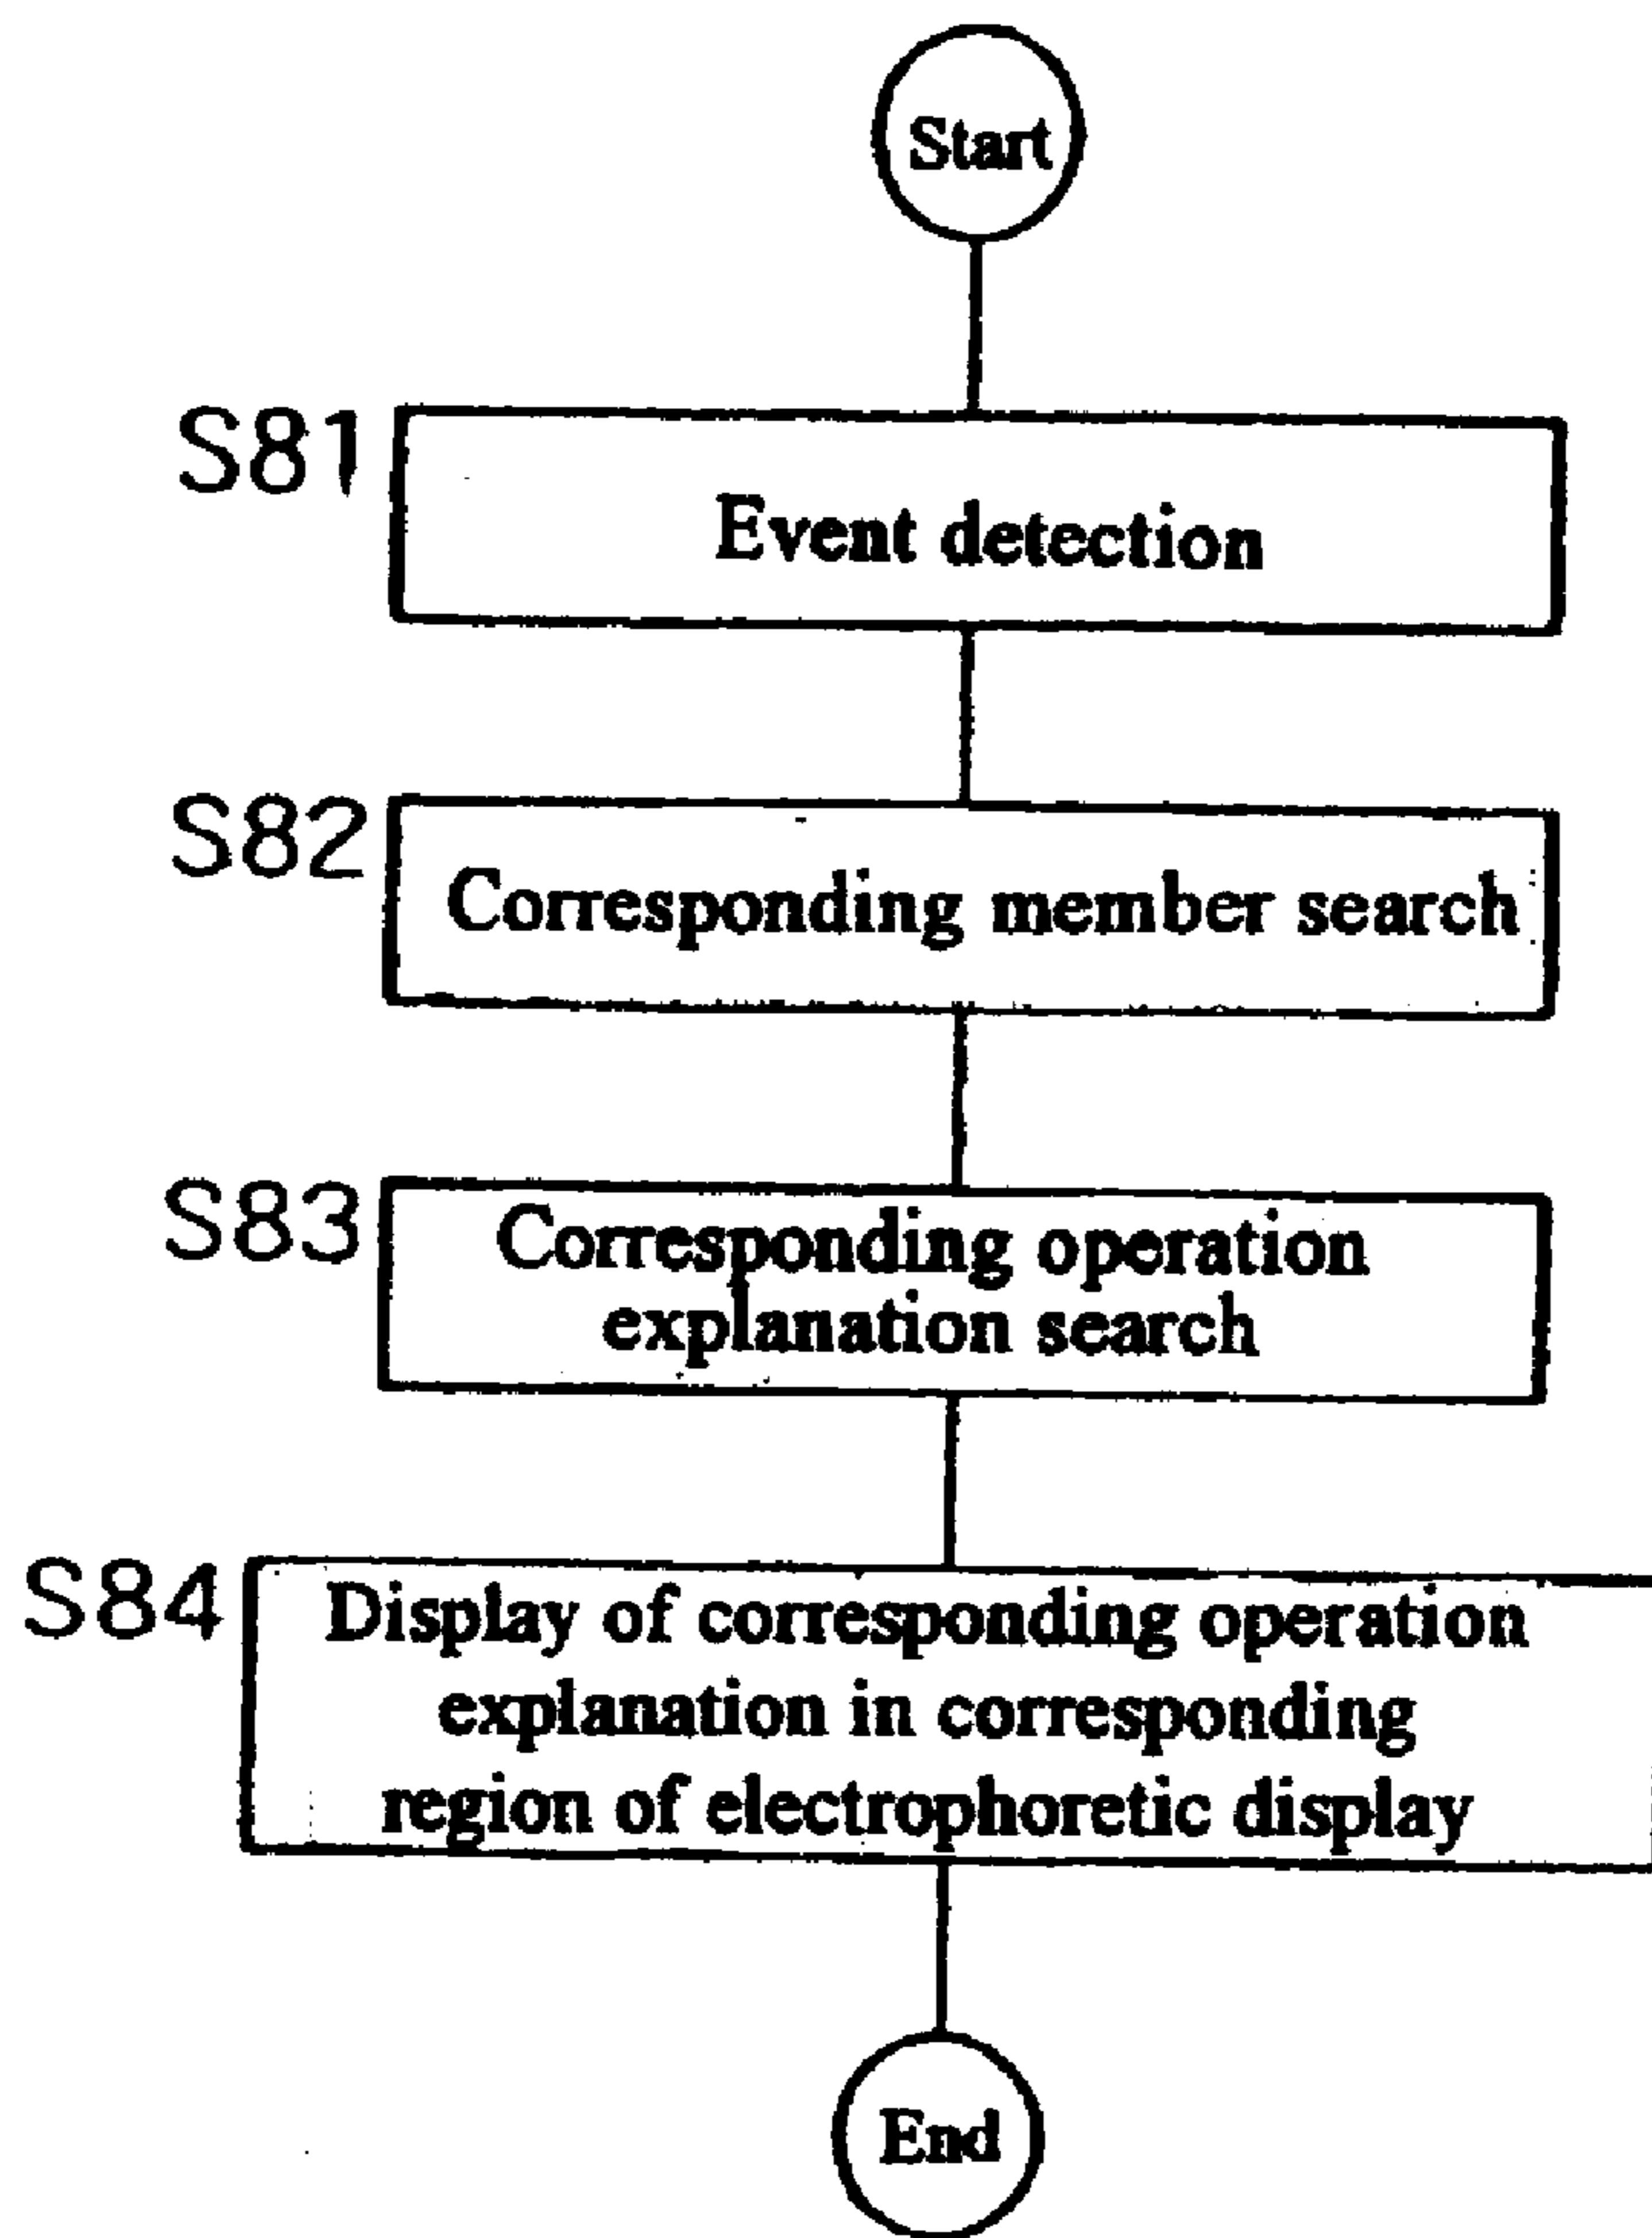 Start
S81
Event detection
S82
Corresponding member search
S83
Corresponding operation
explanation search
S84
Display of corresponding operation
explanation in corresponding
region of electrophoretic display
End